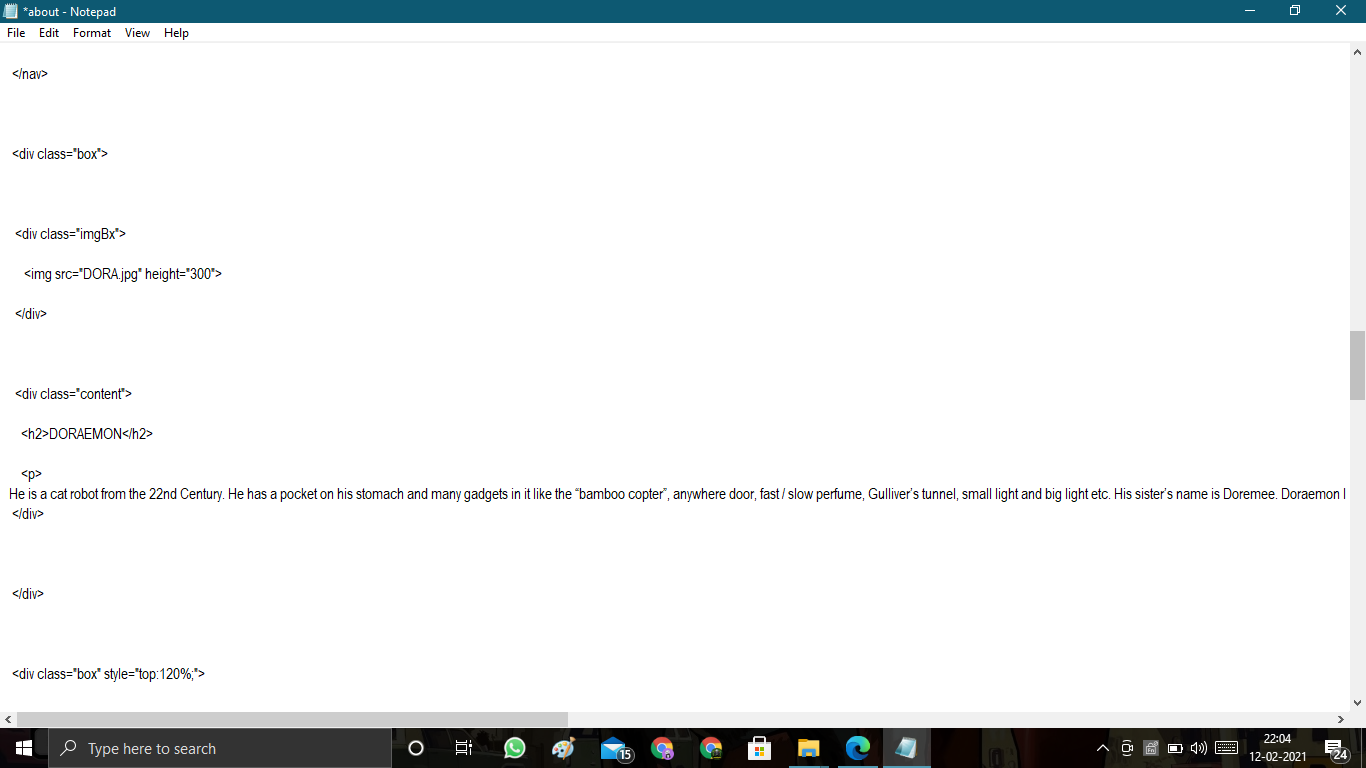 *about - Notepad
File Edit Format View Help
</nav>
<div class="box">
<div class="imgBx">
<img src="DORA.jpg" height="300">
</div>
<div class="content">
<h2>DORAEMON</h2>
<p>
He is a cat robot from the 22nd Century. He has a pocket on his stomach and many gadgets in it like the “bamboo copter”, anywhere door, fast / slow perfume, Gulliver’s tunnel, small light and big light etc. His sister’s name is Doremee. Doraemon l
</div>
</div>
<div class="box" style="top:120%;">
Type here to search
15
22:04
12-02-2021
24